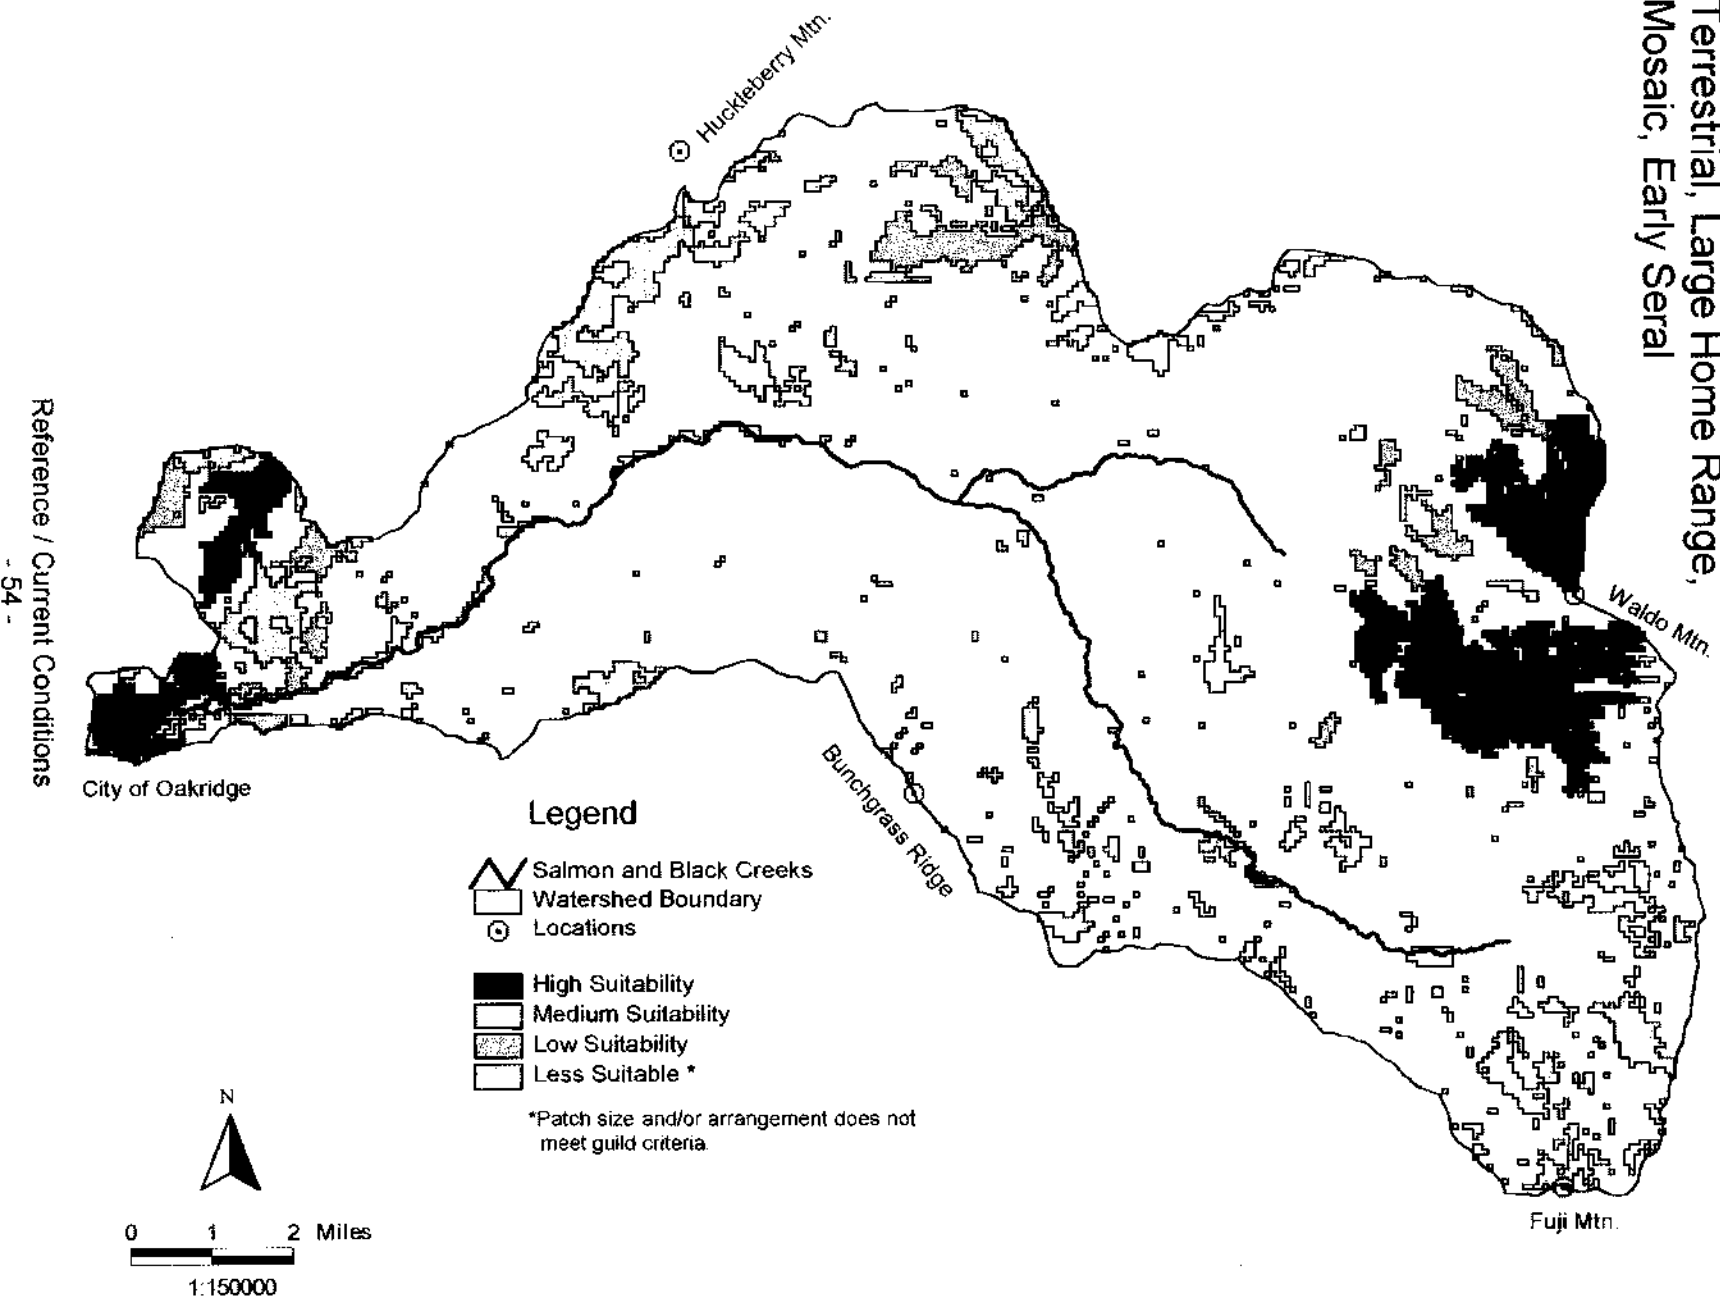 Terrestrial, Large Home Range,
Mosaic, Early Seral
Huckleberry Mtn.
Waldo Mtn.
Bunchgrass Ridge
City of Oakridge
Fuji Mtn.
Legend
Salmon and Black Creeks
Watershed Boundary
Locations
High Suitability
Medium Suitability
Low Suitability
Less Suitable *
*Patch size and/or arrangement does not
meet guild criteria.
N
0 1 2 Miles
1:150000
Reference / Current Conditions
- 54 -